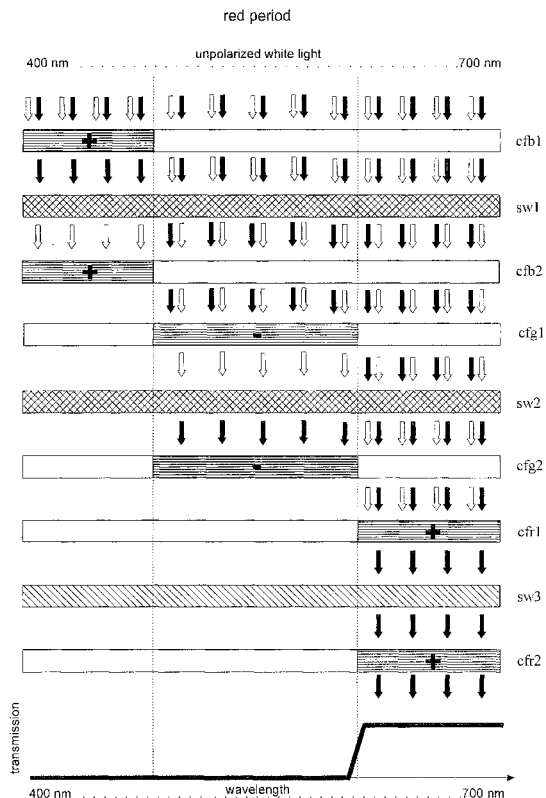 red period
unpolarized white light
400 nm 700 nm
+ cfb1
sw1
+ cfb2
- cfg1
sw2
- cfg2
+ cfr1
sw3
+ cfr2
transmission
wavelength
400 nm 700 nm